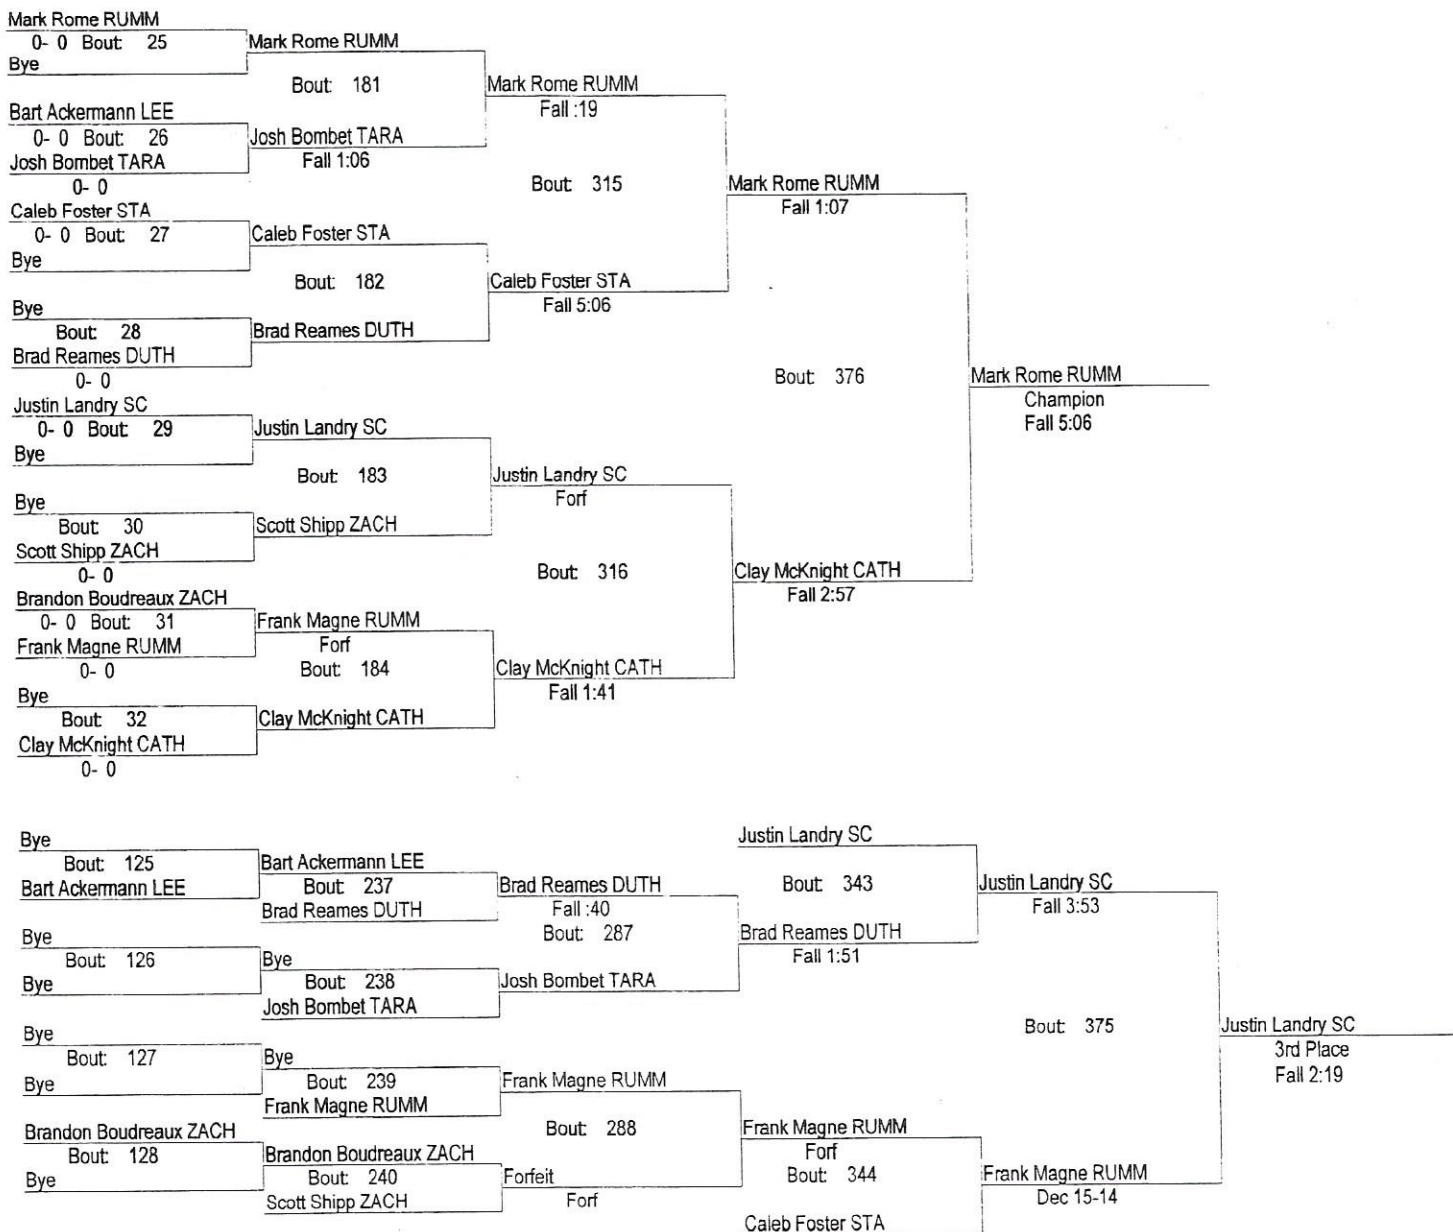 Mark Rome RUMM
0- 0 Bout: 25
Bye
Mark Rome RUMM
Bout: 181
Mark Rome RUMM
Fall :19
Bart Ackermann LEE
0- 0 Bout: 26
Josh Bombet TARA
0- 0
Josh Bombet TARA
Fall 1:06
Bout: 315
Mark Rome RUMM
Fall 1:07
Caleb Foster STA
0- 0 Bout: 27
Bye
Caleb Foster STA
Bout: 182
Caleb Foster STA
Fall 5:06
Bye
Bout: 28
Brad Reames DUTH
0- 0
Brad Reames DUTH
Bout: 376
Mark Rome RUMM
Champion
Fall 5:06
Justin Landry SC
0- 0 Bout: 29
Bye
Justin Landry SC
Bout: 183
Justin Landry SC
Forf
Bye
Bout: 30
Scott Shipp ZACH
0- 0
Scott Shipp ZACH
Bout: 316
Clay McKnight CATH
Fall 2:57
Brandon Boudreaux ZACH
0- 0 Bout: 31
Frank Magne RUMM
0- 0
Frank Magne RUMM
Forf
Bout: 184
Clay McKnight CATH
Fall 1:41
Bye
Bout: 32
Clay McKnight CATH
0- 0
Clay McKnight CATH
Bye
Bout: 125
Bart Ackermann LEE
Bart Ackermann LEE
Bout: 237
Brad Reames DUTH
Brad Reames DUTH
Fall :40
Bout: 287
Justin Landry SC
Bout: 343
Brad Reames DUTH
Fall 1:51
Justin Landry SC
Fall 3:53
Bye
Bout: 126
Bye
Bye
Bout: 238
Josh Bombet TARA
Josh Bombet TARA
Bout: 375
Justin Landry SC
3rd Place
Fall 2:19
Bye
Bout: 127
Bye
Bye
Bout: 239
Frank Magne RUMM
Frank Magne RUMM
Bout: 288
Frank Magne RUMM
Forf
Bout: 344
Caleb Foster STA
Frank Magne RUMM
Dec 15-14
Brandon Boudreaux ZACH
Bout: 128
Bye
Brandon Boudreaux ZACH
Bout: 240
Scott Shipp ZACH
Forfeit
Forf